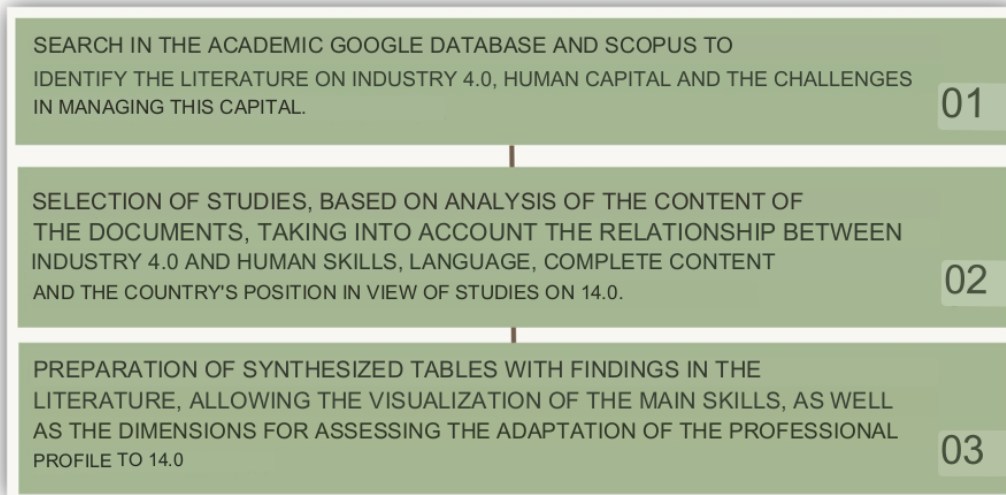 SEARCH IN THE ACADEMIC GOOGLE DATABASE AND SCOPUS TO
IDENTIFY THE LITERATURE ON INDUSTRY 4.0, HUMAN CAPITAL AND THE CHALLENGES
IN MANAGING THIS CAPITAL.
01
SELECTION OF STUDIES, BASED ON ANALYSIS OF THE CONTENT OF
THE DOCUMENTS, TAKING INTO ACCOUNT THE RELATIONSHIP BETWEEN
INDUSTRY 4.0 AND HUMAN SKILLS, LANGUAGE, COMPLETE CONTENT
AND THE COUNTRY'S POSITION IN VIEW OF STUDIES ON 14.0.
02
PREPARATION OF SYNTHESIZED TABLES WITH FINDINGS IN THE
LITERATURE, ALLOWING THE VISUALIZATION OF THE MAIN SKILLS, AS WELL
AS THE DIMENSIONS FOR ASSESSING THE ADAPTATION OF THE PROFESSIONAL
PROFILE TO 14.0
03